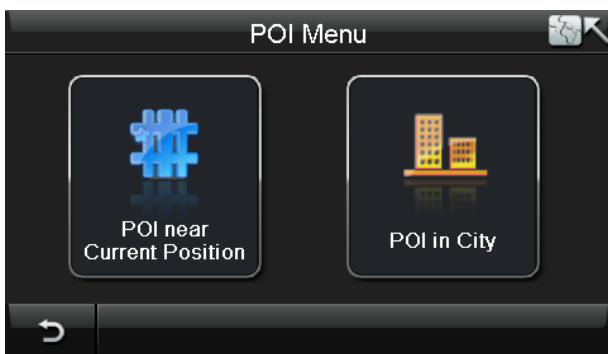 POI Menu
POI near
Current Position
POI in City